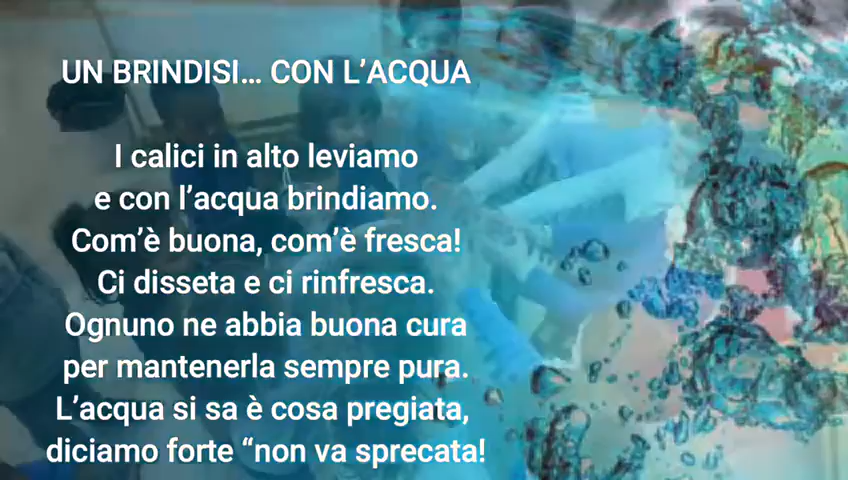 UN BRINDISI… CON L’ACQUA
I calici in alto leviamo
e con l’acqua brindiamo.
Com’è buona, com’è fresca!
Ci disseta e ci rinfresca.
Ognuno ne abbia buona cura
per mantenerla sempre pura.
L’acqua si sa è cosa pregiata,
diciamo forte “non va sprecata!